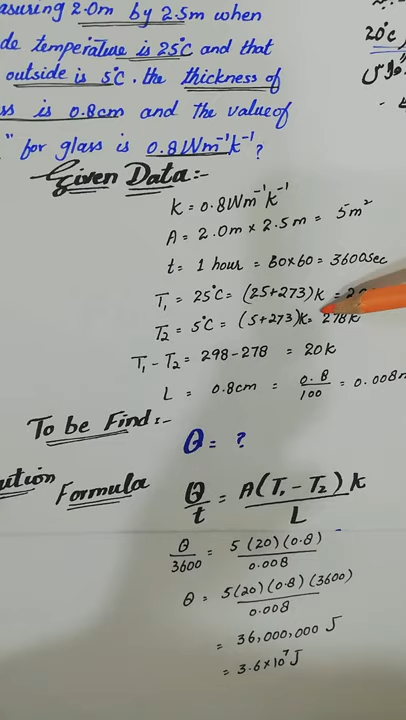 asuring 2.0m by 2.5m when
de temperature is 25°C and that
outside is 5°C. the thickness of
ss is 0.8cm and the value of
" for glass is 0.8Wm⁻¹k⁻¹?
20°c
Given Data:-
K = 0.8Wm⁻¹k⁻¹
A = 2.0m × 2.5m = 5m²
t = 1 hour = 60×60 = 3600sec
T₁ = 25°C = (25+273)k =
T₂ = 5°C = (5+273)k = 278k
T₁ - T₂ = 298-278 = 20k
L = 0.8cm = 0.8/100 = 0.008m
To be Find:-
Θ = ?
ution Formula Θ/t = A(T₁ - T₂)k/L
Θ/3600 = 5(20)(0.8)/0.008
Θ = 5(20)(0.8)(3600)/0.008
= 36,000,000 J
= 3.6×10⁷J